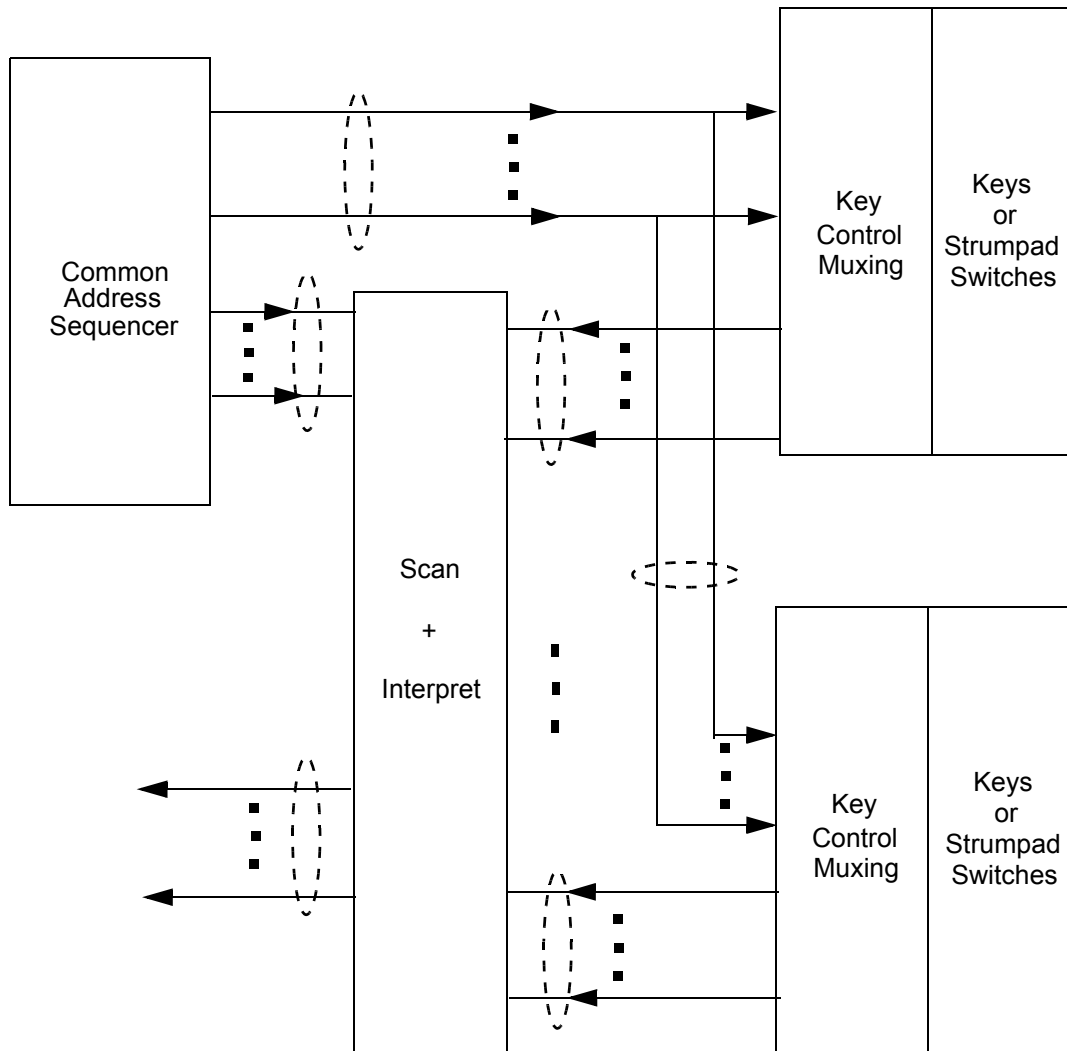 Common
Address
Sequencer
Key
Control
Muxing
Keys
or
Strumpad
Switches
Scan
+
Interpret
Key
Control
Muxing
Keys
or
Strumpad
Switches